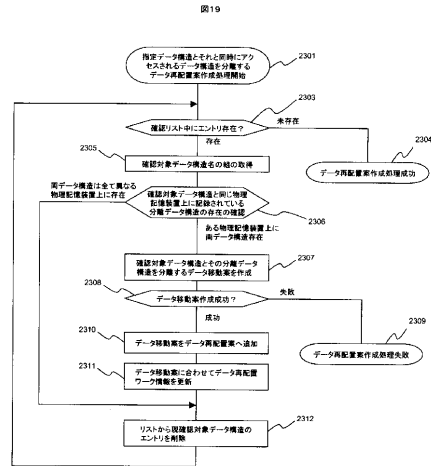 図19
指定データ構造とそれと同時にアク
セスされるデータ構造を分離する
データ再配置案作成処理開始
2301
2303
確認リスト中にエントリ存在?
未存在
存在
2305
2304
確認対象データ構造名の組の取得
データ再配置案作成処理成功
両データ構造は全て異なる
物理記憶装置上に存在
確認対象データ構造と同じ物理
記憶装置上に記録されている
分離データ構造の存在の確認
2306
ある物理記憶装置上に
両データ構造存在
確認対象データ構造とその分離データ
構造を分離するデータ移動案を作成
2307
2308
データ移動案作成成功?
失敗
成功
2309
2310
データ移動案をデータ再配置案へ追加
データ再配置案作成処理失敗
2311
データ移動案に合わせてデータ再配置
ワーク情報を更新
2312
リストから現確認対象データ構造の
エントリを削除